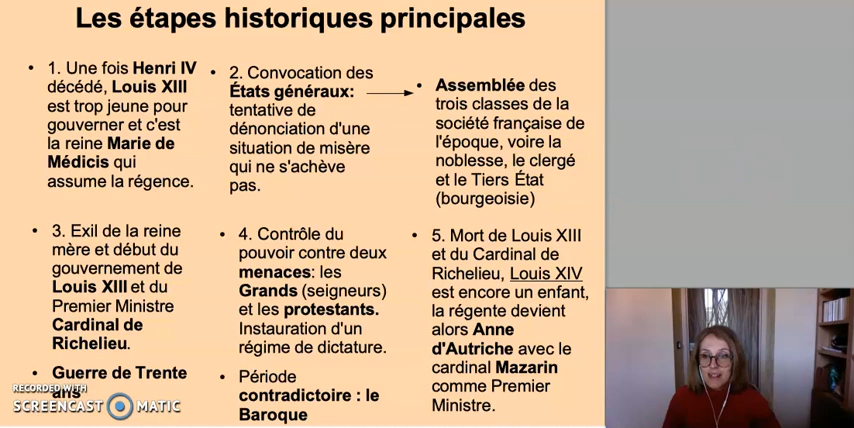 Les étapes historiques principales
• 1. Une fois Henri IV
décédé, Louis XIII
est trop jeune pour
gouverner et c'est
la reine Marie de
Médicis qui
assume la régence.
• 2. Convocation des
États généraux:
tentative de
dénonciation d'une
situation de misère
qui ne s'achève
pas.
• Assemblée des
trois classes de la
société française de
l'époque, voire la
noblesse, le clergé
et le Tiers État
(bourgeoisie)
• 3. Exil de la reine
mère et début du
gouvernement de
Louis XIII et du
Premier Ministre
Cardinal de
Richelieu.
• Guerre de Trente
ans
• 4. Contrôle du
pouvoir contre deux
menaces: les
Grands (seigneurs)
et les protestants.
Instauration d'un
régime de dictature.
• Période
contradictoire : le
Baroque
• 5. Mort de Louis XIII
et du Cardinal de
Richelieu, Louis XIV
est encore un enfant,
la régente devient
alors Anne
d'Autriche avec le
cardinal Mazarin
comme Premier
Ministre.
RECORDED WITH
SCREENCAST MATIC